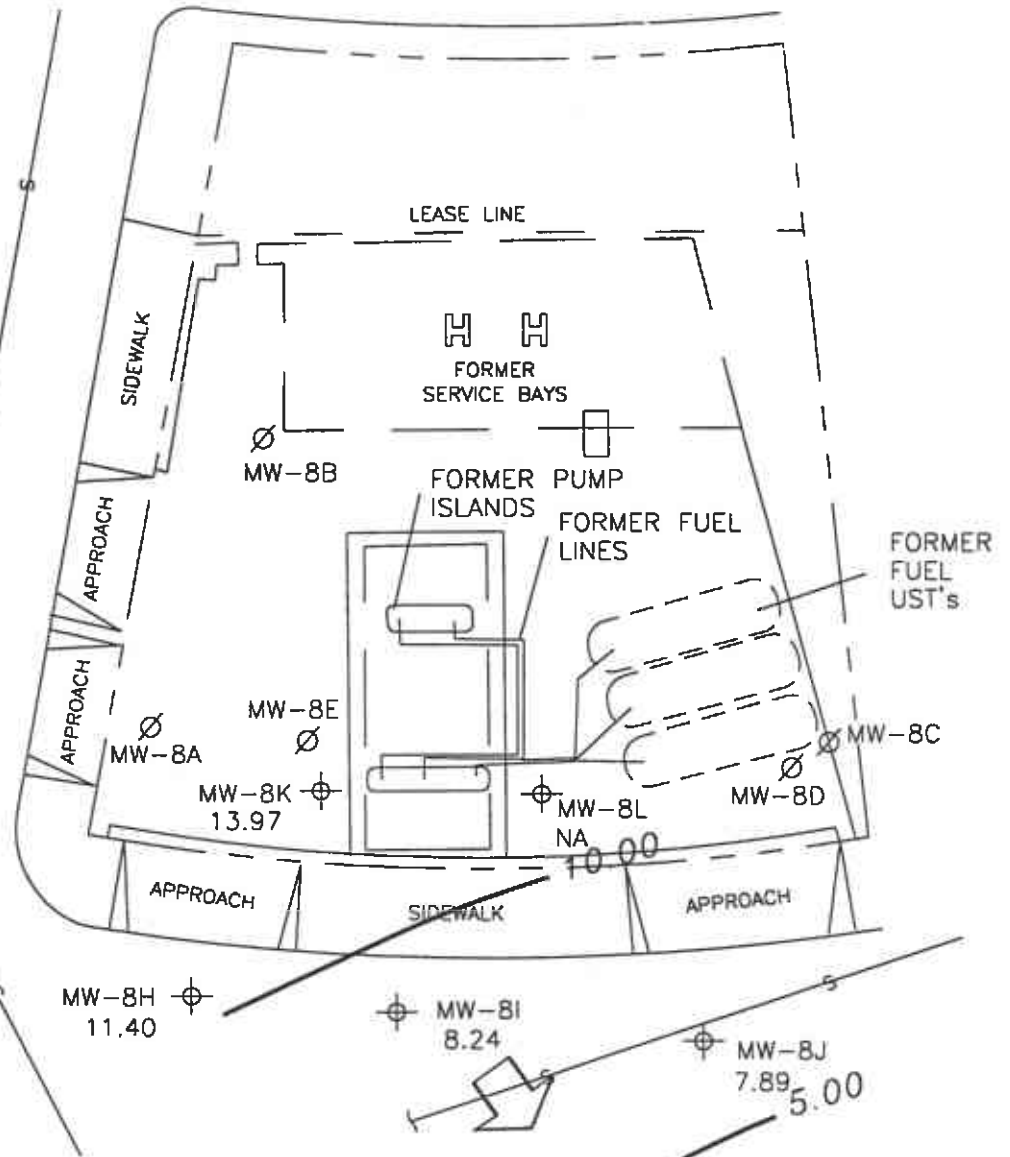 S
LEASE LINE
SIDEWALK
FORMER
SERVICE BAYS
MW-8B
FORMER PUMP
ISLANDS
FORMER FUEL
LINES
FORMER
FUEL
UST's
APPROACH
APPROACH
MW-8A
MW-8E
MW-8C
MW-8D
MW-8K
13.97
MW-8L
NA
10.00
APPROACH
SIDEWALK
APPROACH
MW-8H
11.40
MW-8I
8.24
S
MW-8J
7.89
S
5.00